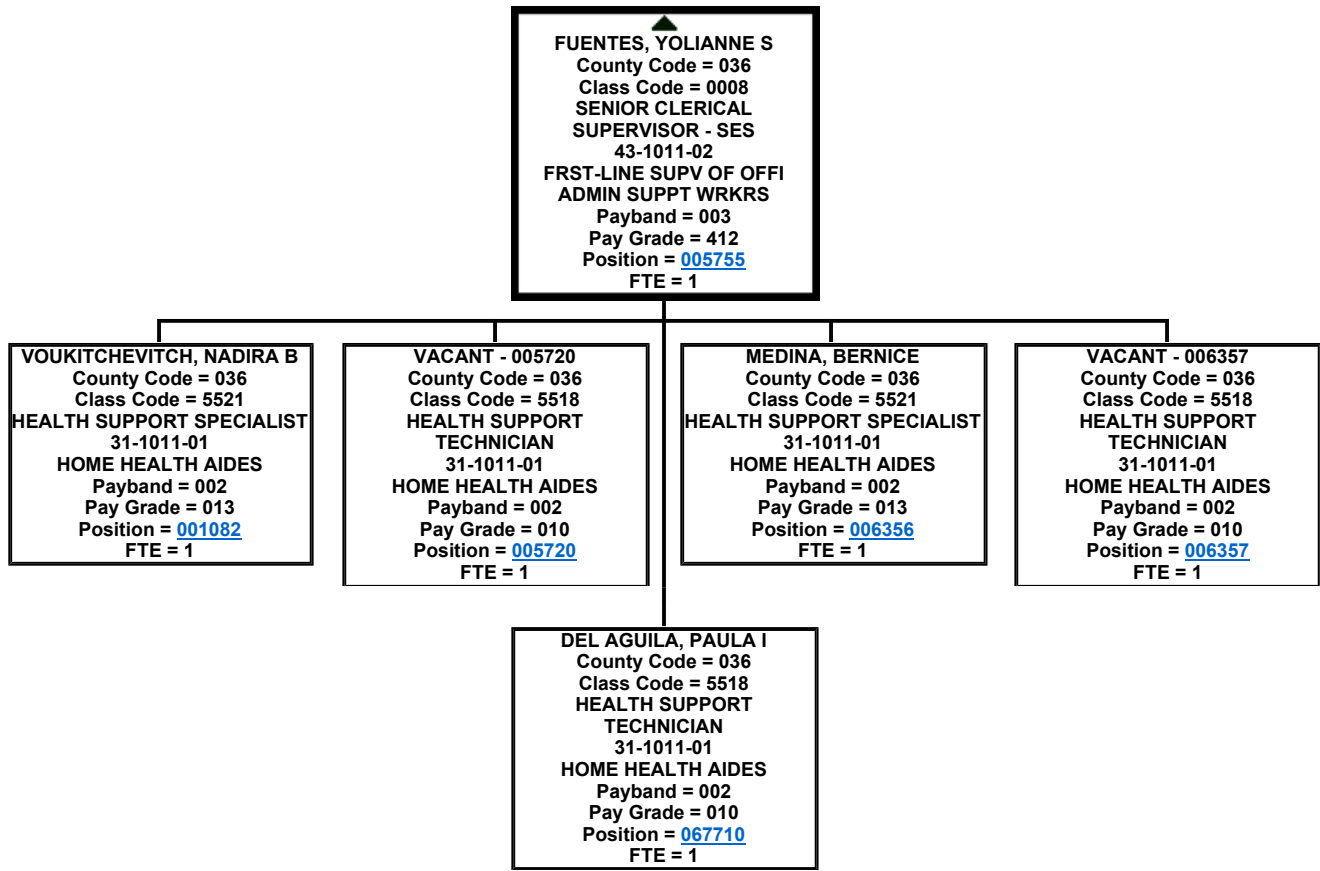 FUENTES, YOLIANNE S
County Code = 036
Class Code = 0008
SENIOR CLERICAL
SUPERVISOR - SES
43-1011-02
FRST-LINE SUPV OF OFFI
ADMIN SUPPT WRKRS
Payband = 003
Pay Grade = 412
Position = 005755
FTE = 1
VOUKITCHEVITCH, NADIRA B
County Code = 036
Class Code = 5521
HEALTH SUPPORT SPECIALIST
31-1011-01
HOME HEALTH AIDES
Payband = 002
Pay Grade = 013
Position = 001082
FTE = 1
VACANT - 005720
County Code = 036
Class Code = 5518
HEALTH SUPPORT
TECHNICIAN
31-1011-01
HOME HEALTH AIDES
Payband = 002
Pay Grade = 010
Position = 005720
FTE = 1
MEDINA, BERNICE
County Code = 036
Class Code = 5521
HEALTH SUPPORT SPECIALIST
31-1011-01
HOME HEALTH AIDES
Payband = 002
Pay Grade = 013
Position = 006356
FTE = 1
VACANT - 006357
County Code = 036
Class Code = 5518
HEALTH SUPPORT
TECHNICIAN
31-1011-01
HOME HEALTH AIDES
Payband = 002
Pay Grade = 010
Position = 006357
FTE = 1
DEL AGUILA, PAULA I
County Code = 036
Class Code = 5518
HEALTH SUPPORT
TECHNICIAN
31-1011-01
HOME HEALTH AIDES
Payband = 002
Pay Grade = 010
Position = 067710
FTE = 1